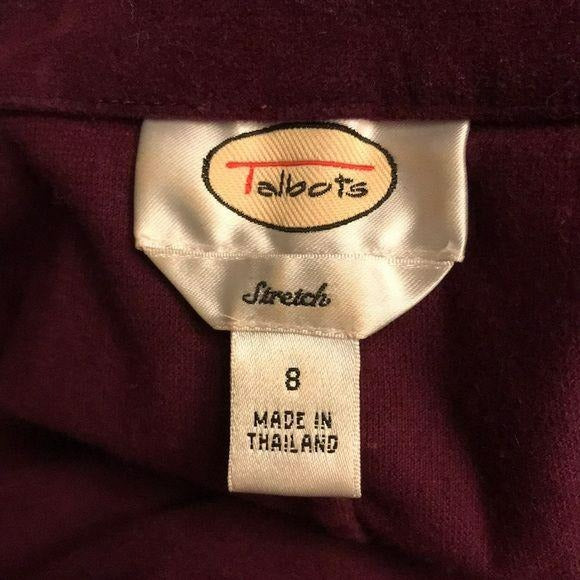 Talbots
Stretch
8
MADE IN
THAILAND